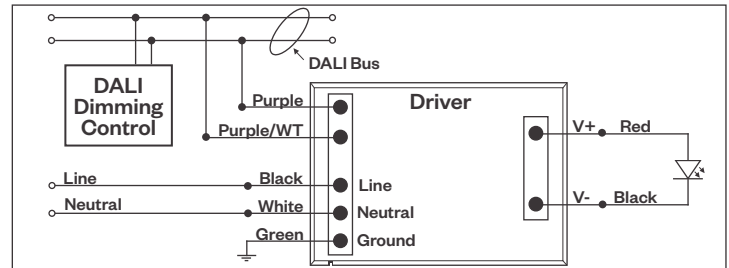 DALI Bus
DALI
Dimming
Control
Driver
Purple
Purple/WT
V+ Red
Line Black Line
V- Black
Neutral White Neutral
Green Ground